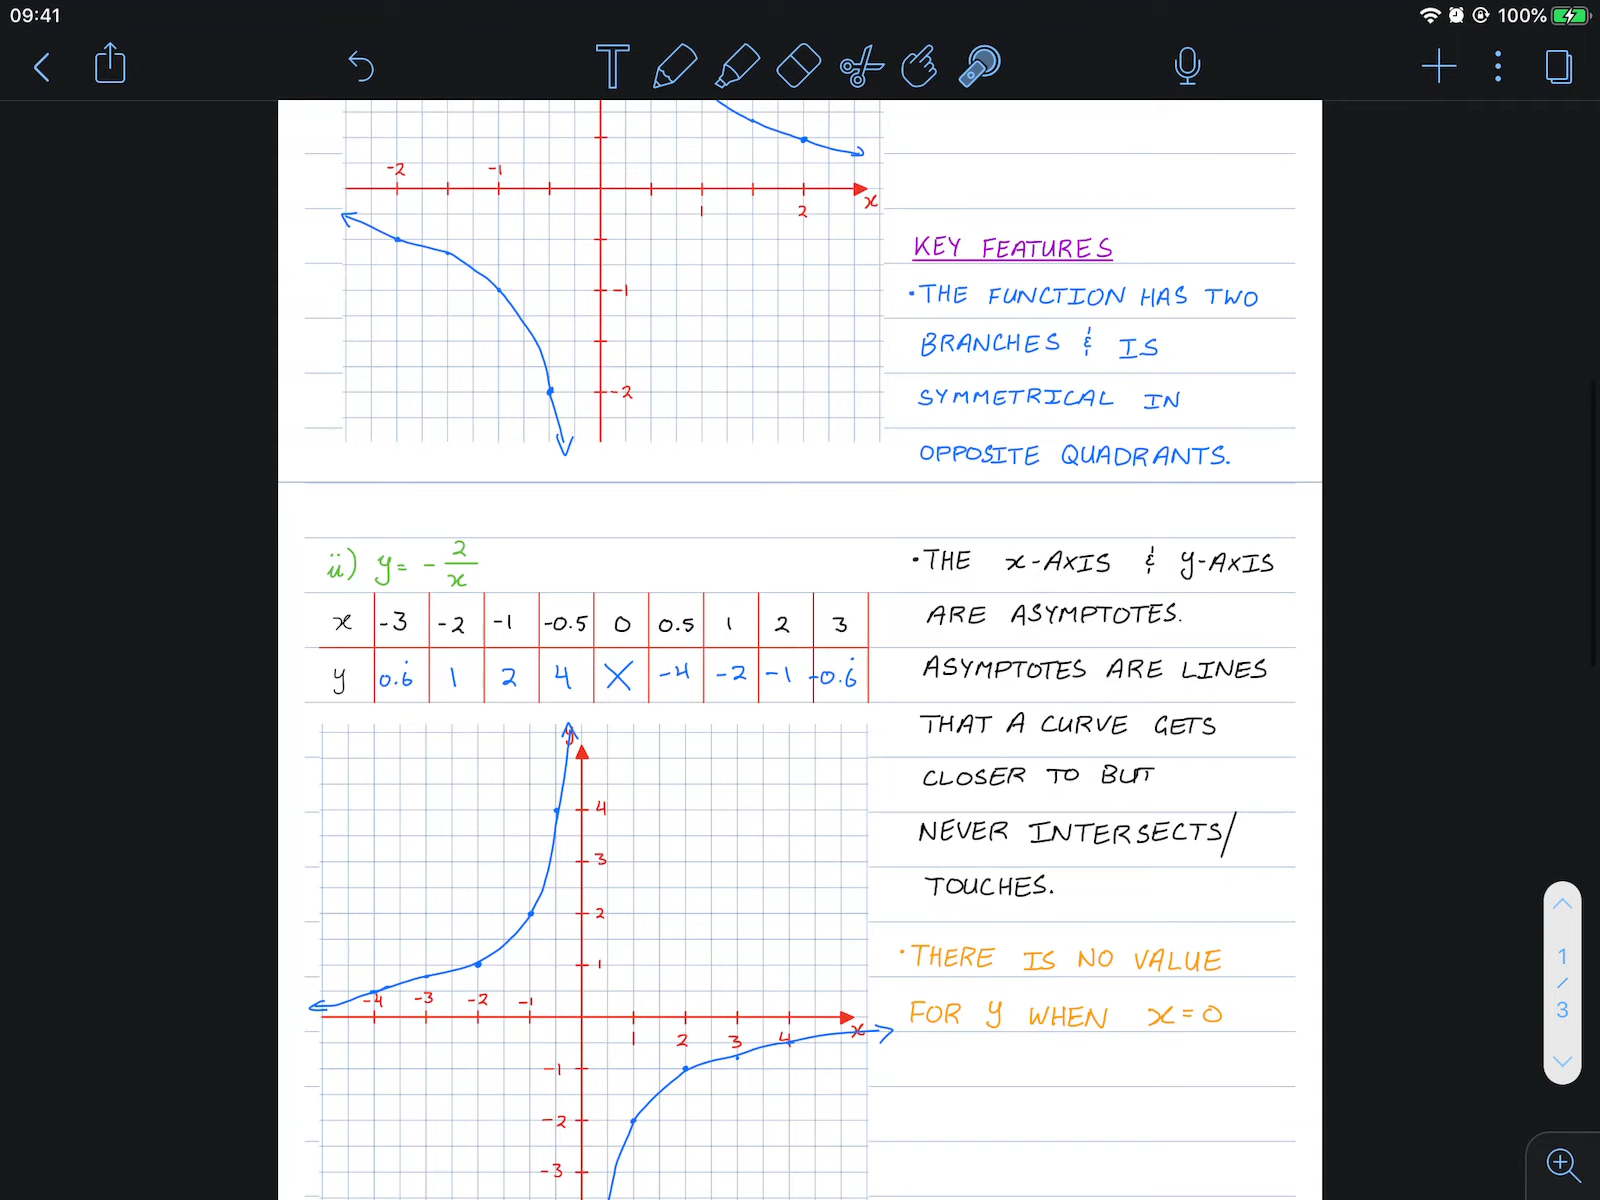 09:41
100%
-2 -1
x
1 2
-1
-2
KEY FEATURES
• THE FUNCTION HAS TWO
BRANCHES & IS
SYMMETRICAL IN
OPPOSITE QUADRANTS.
ii) y = - 2/x
x -3 -2 -1 -0.5 0 0.5 1 2 3
y 0.6̇ 1 2 4 X -4 -2 -1 -0.6̇
y
4
3
2
1
-4 -3 -2 -1
x
1 2 3 4
-1
-2
-3
• THE x-AXIS & y-AXIS
ARE ASYMPTOTES.
ASYMPTOTES ARE LINES
THAT A CURVE GETS
CLOSER TO BUT
NEVER INTERSECTS/
TOUCHES.
• THERE IS NO VALUE
FOR y WHEN x = 0
1
/
3